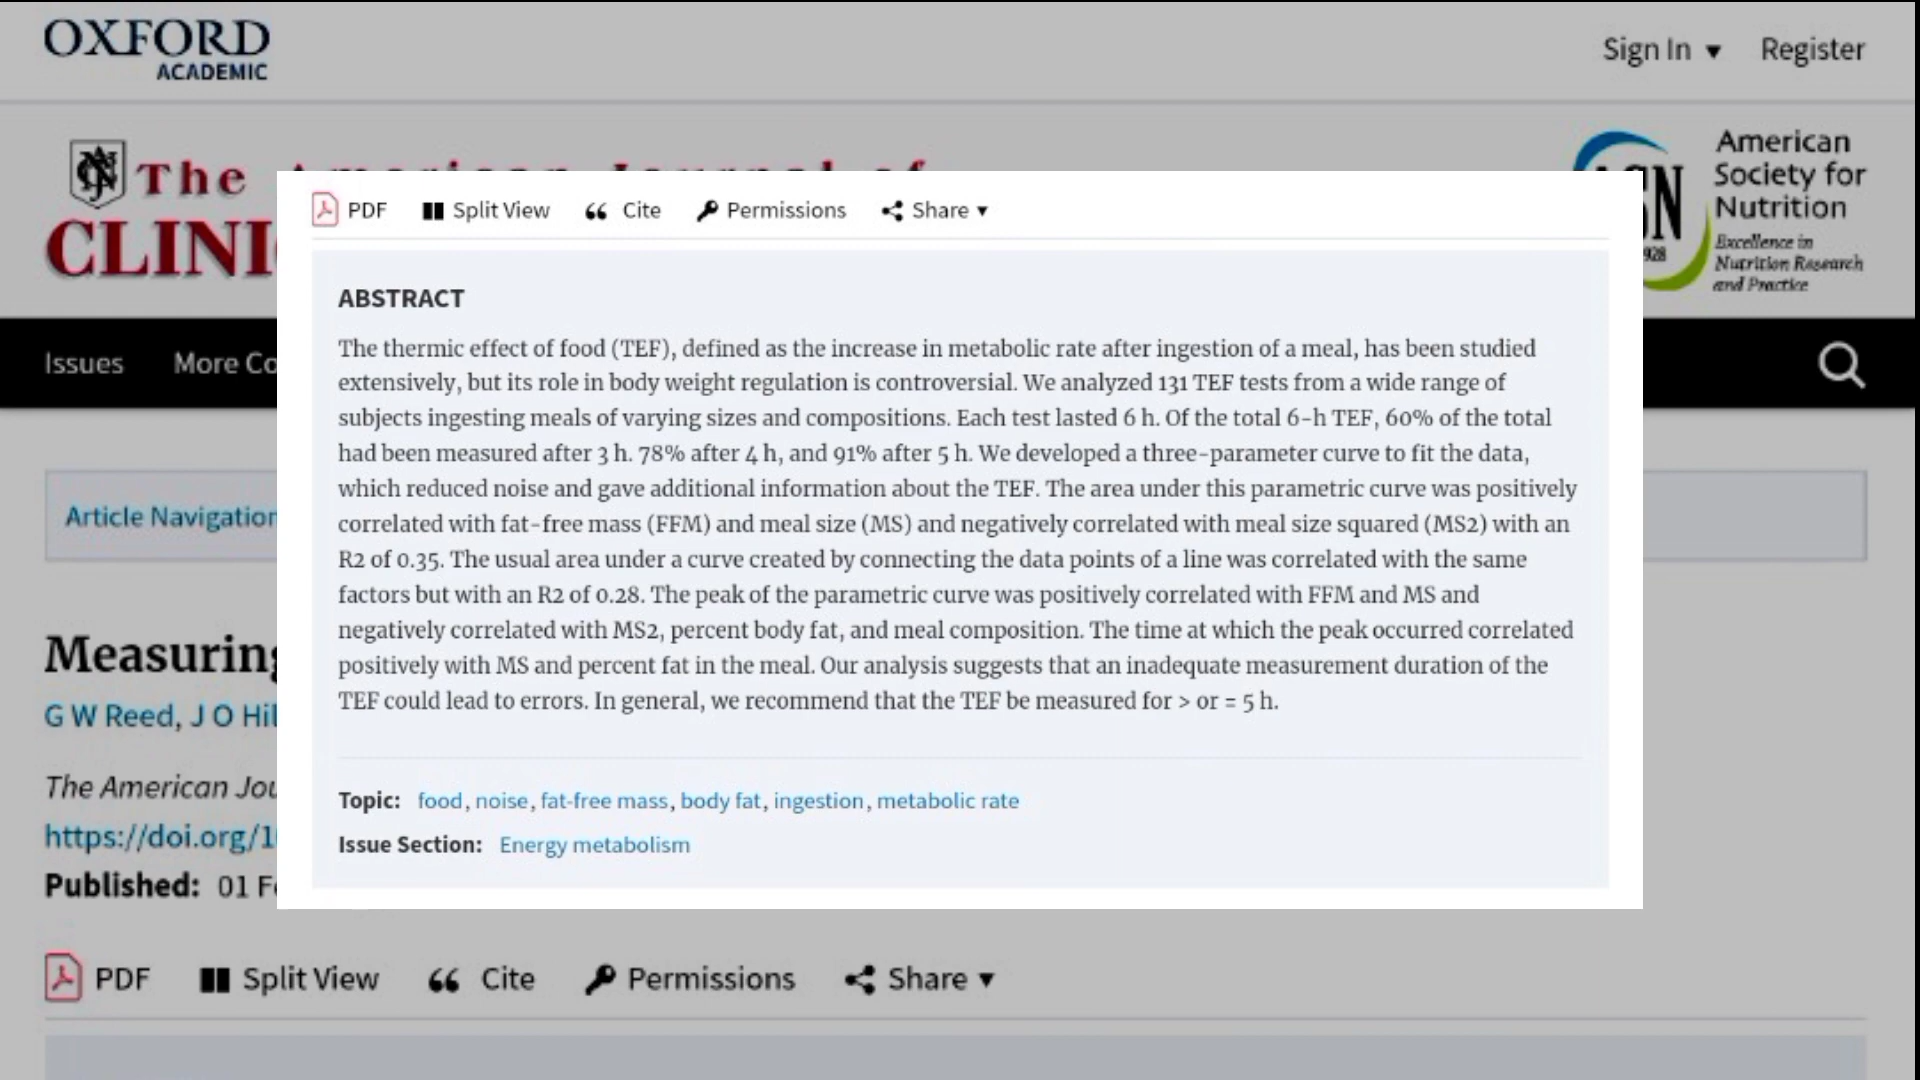 OXFORD
ACADEMIC
Sign In
Register
The American Journal of
CLINI
ASN
928
American
Society for
Nutrition
Excellence in
Nutrition Research
and Practice
Issues More Co
Article Navigation
Measuring
G W Reed, J O Hil
The American Jou
https://doi.org/1
Published: 01 F
PDF Split View Cite Permissions Share
ABSTRACT
The thermic effect of food (TEF), defined as the increase in metabolic rate after ingestion of a meal, has been studied
extensively, but its role in body weight regulation is controversial. We analyzed 131 TEF tests from a wide range of
subjects ingesting meals of varying sizes and compositions. Each test lasted 6 h. Of the total 6-h TEF, 60% of the total
had been measured after 3 h. 78% after 4 h, and 91% after 5 h. We developed a three-parameter curve to fit the data,
which reduced noise and gave additional information about the TEF. The area under this parametric curve was positively
correlated with fat-free mass (FFM) and meal size (MS) and negatively correlated with meal size squared (MS2) with an
R2 of 0.35. The usual area under a curve created by connecting the data points of a line was correlated with the same
factors but with an R2 of 0.28. The peak of the parametric curve was positively correlated with FFM and MS and
negatively correlated with MS2, percent body fat, and meal composition. The time at which the peak occurred correlated
positively with MS and percent fat in the meal. Our analysis suggests that an inadequate measurement duration of the
TEF could lead to errors. In general, we recommend that the TEF be measured for > or = 5 h.
Topic: food, noise, fat-free mass, body fat, ingestion, metabolic rate
Issue Section: Energy metabolism
PDF Split View Cite Permissions Share